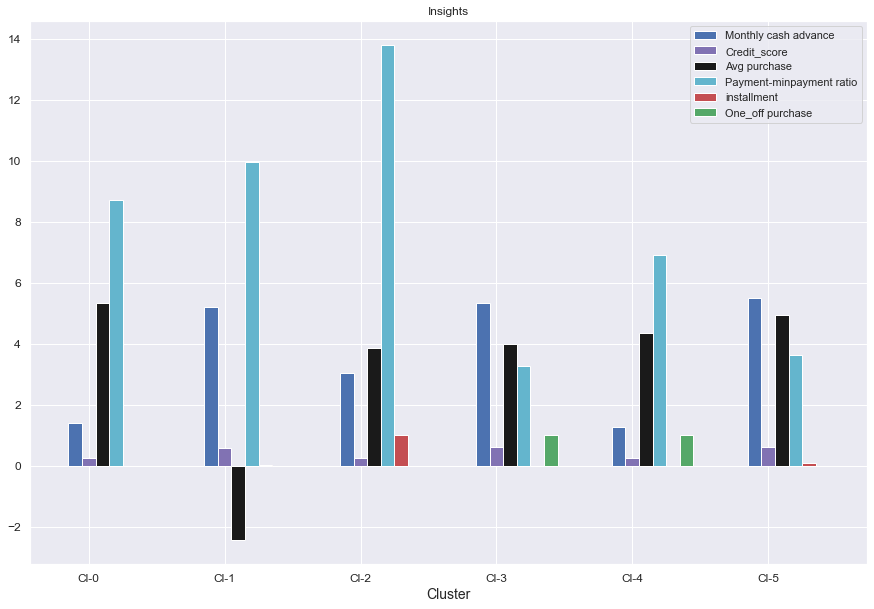 Insights
14
12
10
8
6
4
2
0
−2
Monthly cash advance
Credit_score
Avg purchase
Payment-minpayment ratio
installment
One_off purchase
Cl-0 Cl-1 Cl-2 Cl-3 Cl-4 Cl-5
Cluster